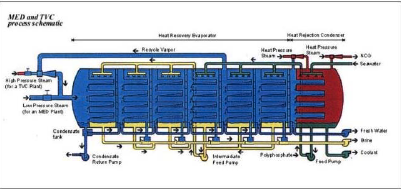 MED and TVC
process schematic
Heat Recovery Evaporator
Heat Rejection Condenser
Recycle Vapor
Heat Pressure
Steam
Heat Pressure
Steam
NCG
Seawater
High Pressure Steam
(for a TVC Plant)
Low Pressure Steam
(for an MED Plant)
Condensate
tank
Fresh Water
Brine
Condensate
Return Pump
Intermediate
Feed Pump
Polyphosphate
Feed Pump
Coolant